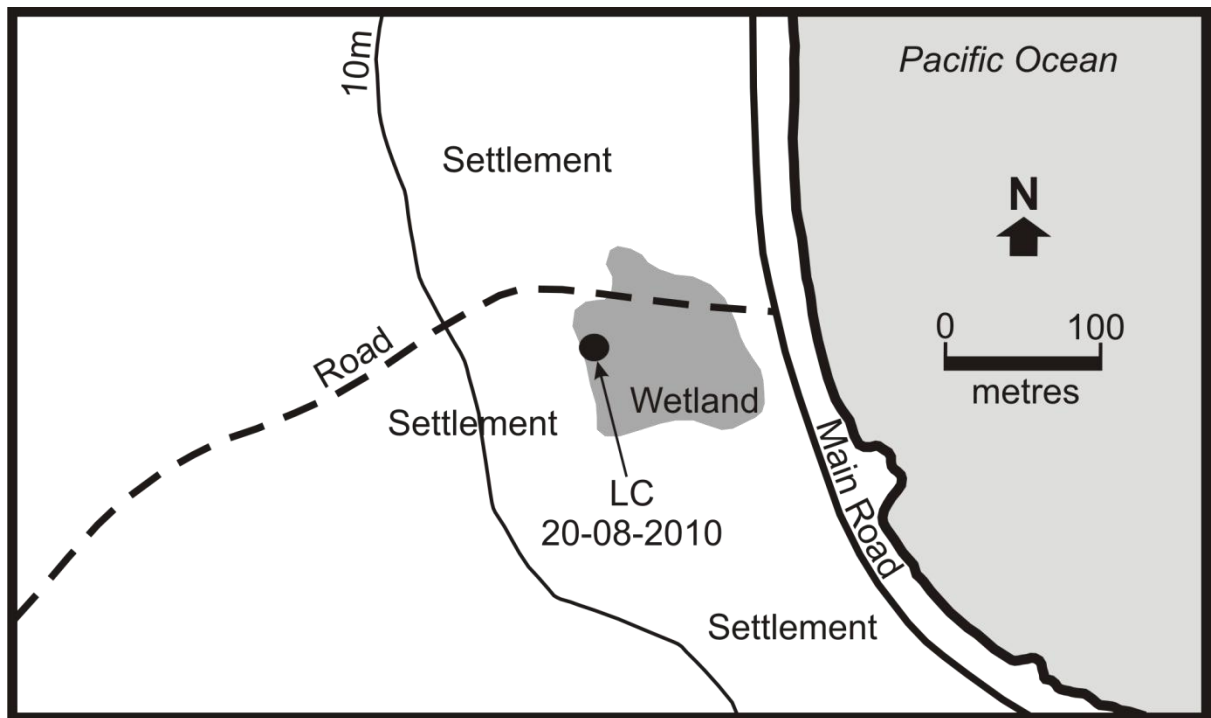 10m
Pacific Ocean
Settlement
N
0 100
metres
Road
Settlement
Wetland
Main Road
LC
20-08-2010
Settlement